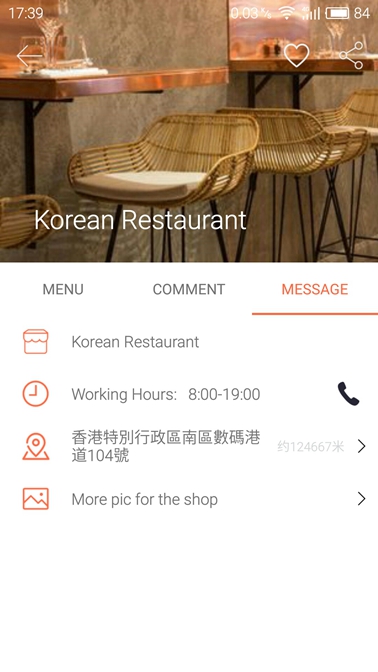 17:39 0.03 K/s 84
Korean Restaurant
MENU COMMENT MESSAGE
Korean Restaurant
Working Hours: 8:00-19:00
香港特別行政區南區數碼港
道104號
约124667米
More pic for the shop